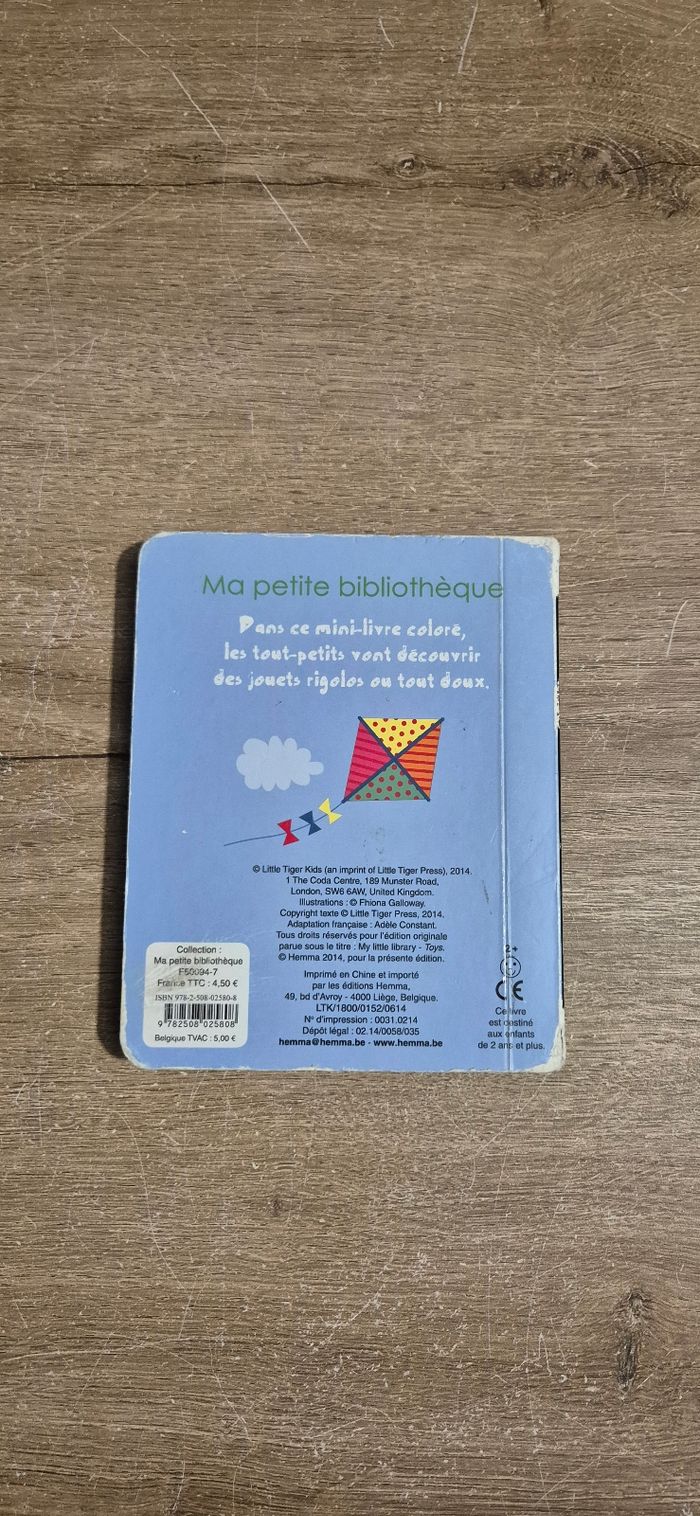 Ma petite bibliothèque
Dans ce mini-livre coloré,
les tout-petits vont découvrir
des jouets rigolos ou tout doux.
© Little Tiger Kids (an imprint of Little Tiger Press), 2014.
1 The Coda Centre, 189 Munster Road,
London, SW6 6AW, United Kingdom.
Illustrations : © Fhiona Galloway.
Copyright texte © Little Tiger Press, 2014.
Adaptation française : Adèle Constant.
Tous droits réservés pour l'édition originale
parue sous le titre : My little library - Toys.
© Hemma 2014, pour la présente édition.
Imprimé en Chine et importé
par les éditions Hemma,
49, bd d'Avroy - 4000 Liège, Belgique.
LTK/1800/0152/0614
N° d'impression : 0031.0214
Dépôt légal : 02.14/0058/035
hemma@hemma.be - www.hemma.be
Collection :
Ma petite bibliothèque
F50094-7
France TTC : 4,50 €
ISBN 978-2-508-02580-8
9 782508 025808
Belgique TVAC : 5,00 €
2+
CE
Ce livre
est destiné
aux enfants
de 2 ans et plus.